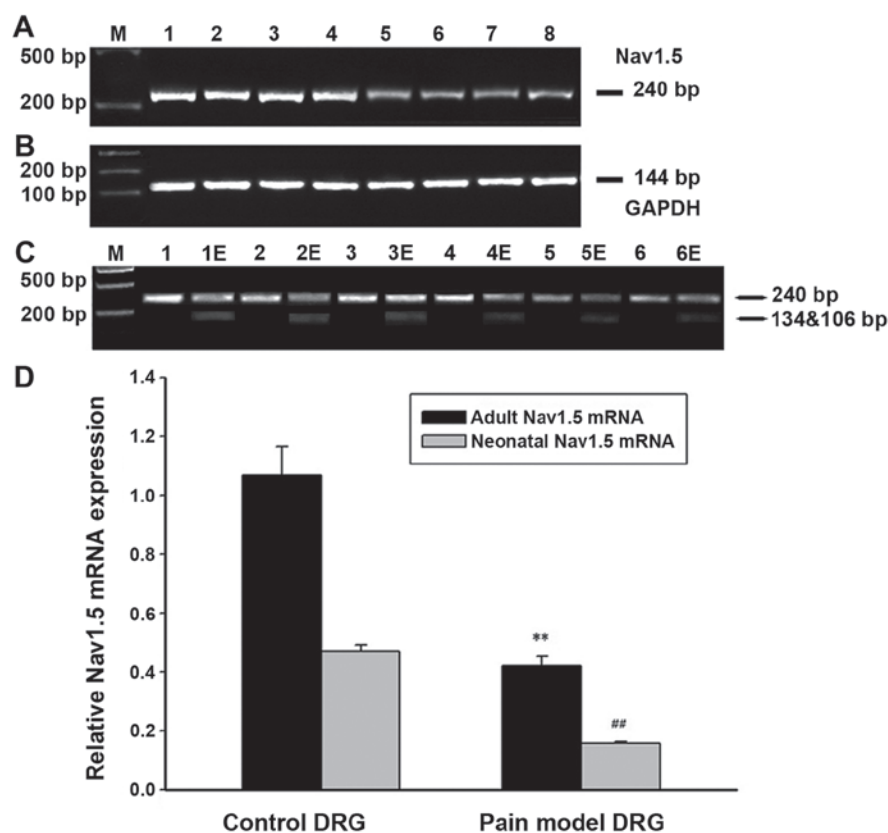 A
M 1 2 3 4 5 6 7 8
500 bp
Nav1.5
240 bp
200 bp
B
200 bp
144 bp
100 bp
GAPDH
C
M 1 1E 2 2E 3 3E 4 4E 5 5E 6 6E
500 bp
240 bp
200 bp
134&106 bp
D
Relative Nav1.5 mRNA expression
1.4
1.2
1.0
0.8
0.6
0.4
0.2
0.0
Adult Nav1.5 mRNA
Neonatal Nav1.5 mRNA
**
##
Control DRG
Pain model DRG